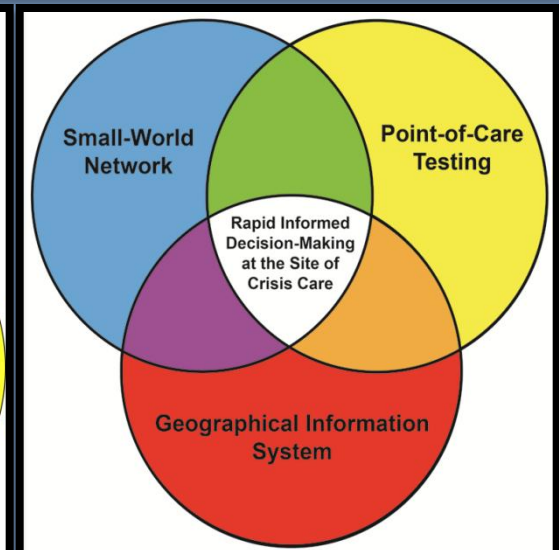 Small-World
Network
Point-of-Care
Testing
Rapid Informed
Decision-Making
at the Site of
Crisis Care
Geographical Information
System